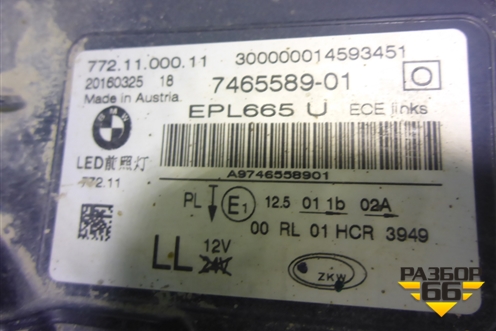 772.11.000.11 300000014593451
20160325 18 7465589-01
Made in Austria
EPL665 U ECE links
BMW
LED前照灯
A9746558901
772.11
PL E1 12.5 01 1b 02A
00 RL 01 HCR 3949
LL 12V
24V
ZKW
РАЗБОР
66